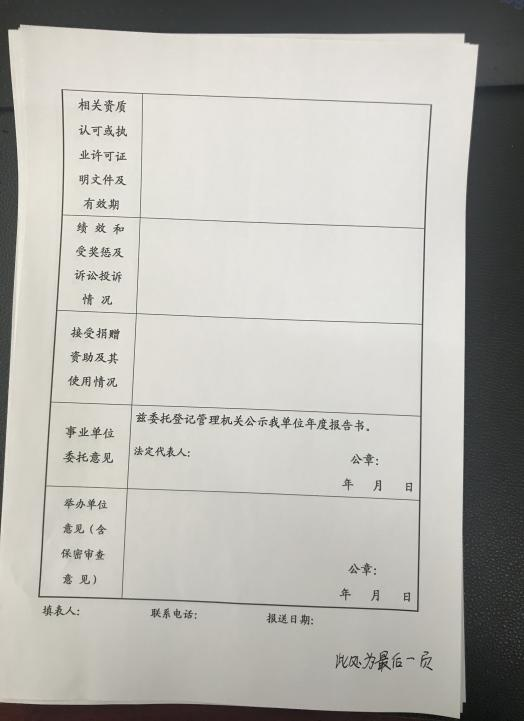 相关资质
认可或执
业许可证
明文件及
有效期
绩 效 和
受奖惩及
诉讼投诉
情 况
接受捐赠
资助及其
使用情况
事业单位
委托意见
兹委托登记管理机关公示我单位年度报告书。
法定代表人:
公章:
年 月 日
举办单位
意见(含
保密审查
意 见)
公章:
年 月 日
填表人: 联系电话: 报送日期:
此处为最后一页